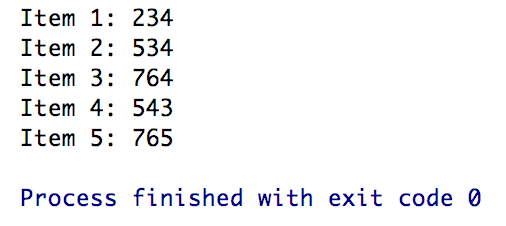 Item 1: 234
Item 2: 534
Item 3: 764
Item 4: 543
Item 5: 765
Process finished with exit code 0